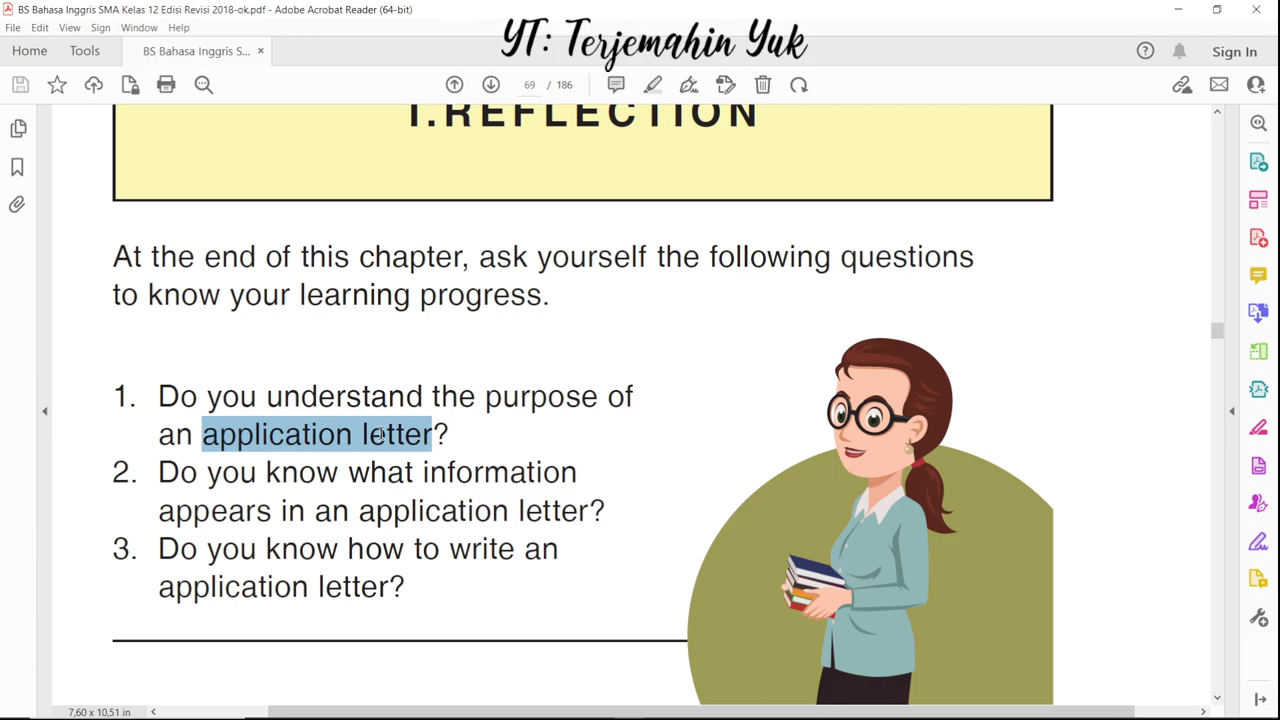 BS Bahasa Inggris SMA Kelas 12 Edisi Revisi 2018-ok.pdf - Adobe Acrobat Reader (64-bit)
File Edit View Sign Window Help
YT: Terjemahin Yuk
Home Tools BS Bahasa Inggris S... × Sign In
69 / 186
I.REFLECTION
At the end of this chapter, ask yourself the following questions
to know your learning progress.
1. Do you understand the purpose of
an application letter?
2. Do you know what information
appears in an application letter?
3. Do you know how to write an
application letter?
7,60 x 10,51 in